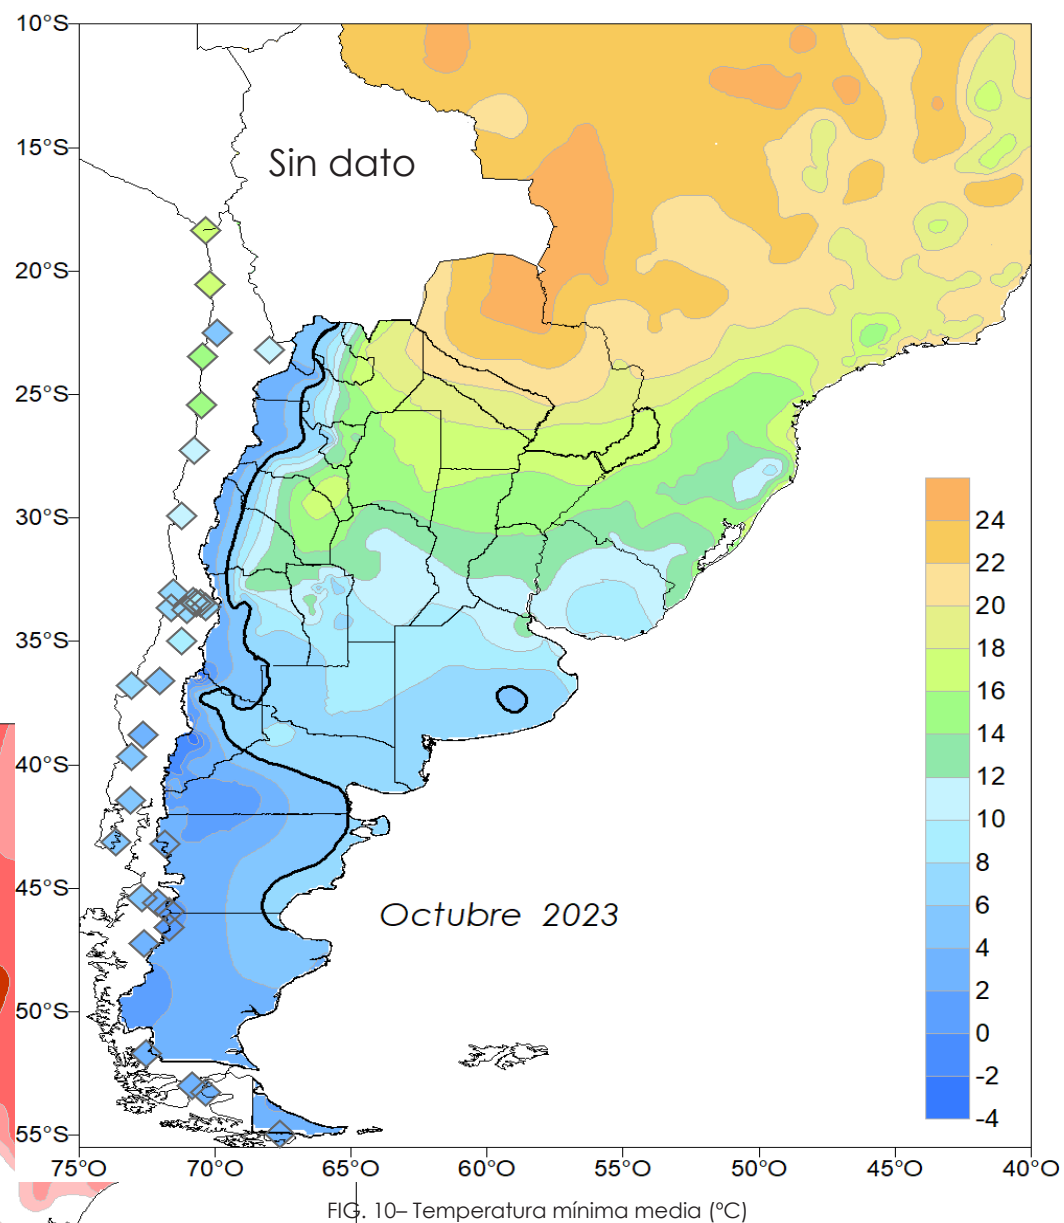 10°S
Sin dato
15°S
20°S
25°S
30°S
35°S
40°S
45°S
50°S
55°S
24
22
20
18
16
14
12
10
8
6
4
2
0
-2
-4
Octubre 2023
75°O 70°O 65°O 60°O 55°O 50°O 45°O 40°O
FIG. 10– Temperatura mínima media (°C)